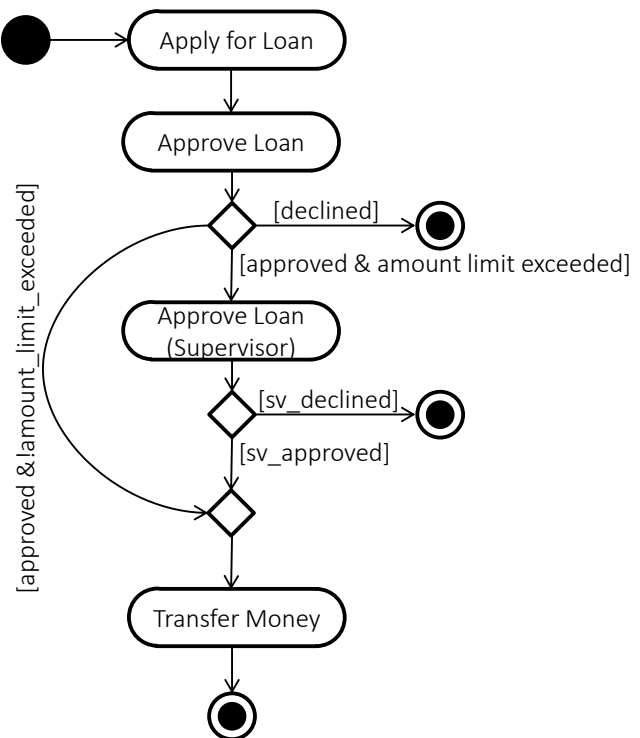 Apply for Loan
Approve Loan
[declined]
[approved & amount limit exceeded]
[approved &!amount_limit_exceeded]
Approve Loan
(Supervisor)
[sv_declined]
[sv_approved]
Transfer Money